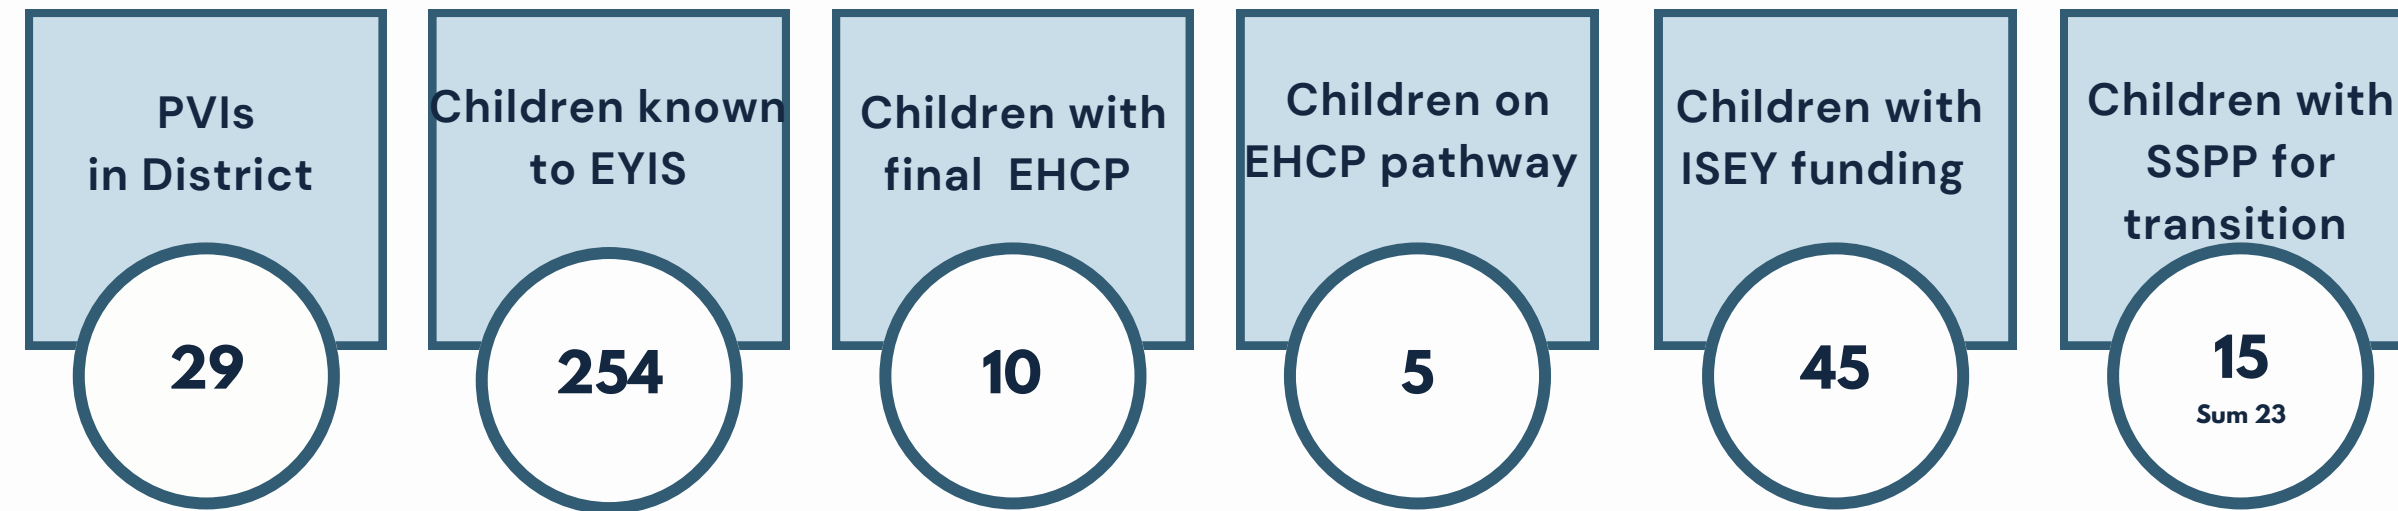 PVIs
in District
29
Children known
to EYIS
254
Children with
final  EHCP
10
Children on
EHCP pathway
5
Children with
ISEY funding
45
Children with
SSPP for
transition
15
Sum 23